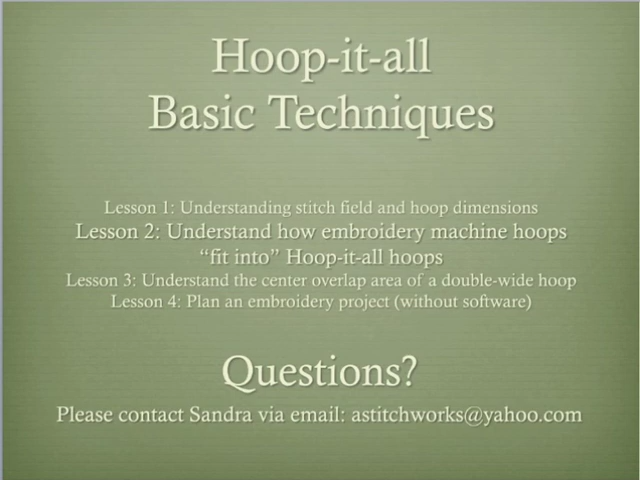 Hoop-it-all
Basic Techniques
Lesson 1: Understanding stitch field and hoop dimensions
Lesson 2: Understand how embroidery machine hoops
“fit into” Hoop-it-all hoops
Lesson 3: Understand the center overlap area of a double-wide hoop
Lesson 4: Plan an embroidery project (without software)
Questions?
Please contact Sandra via email: astitchworks@yahoo.com